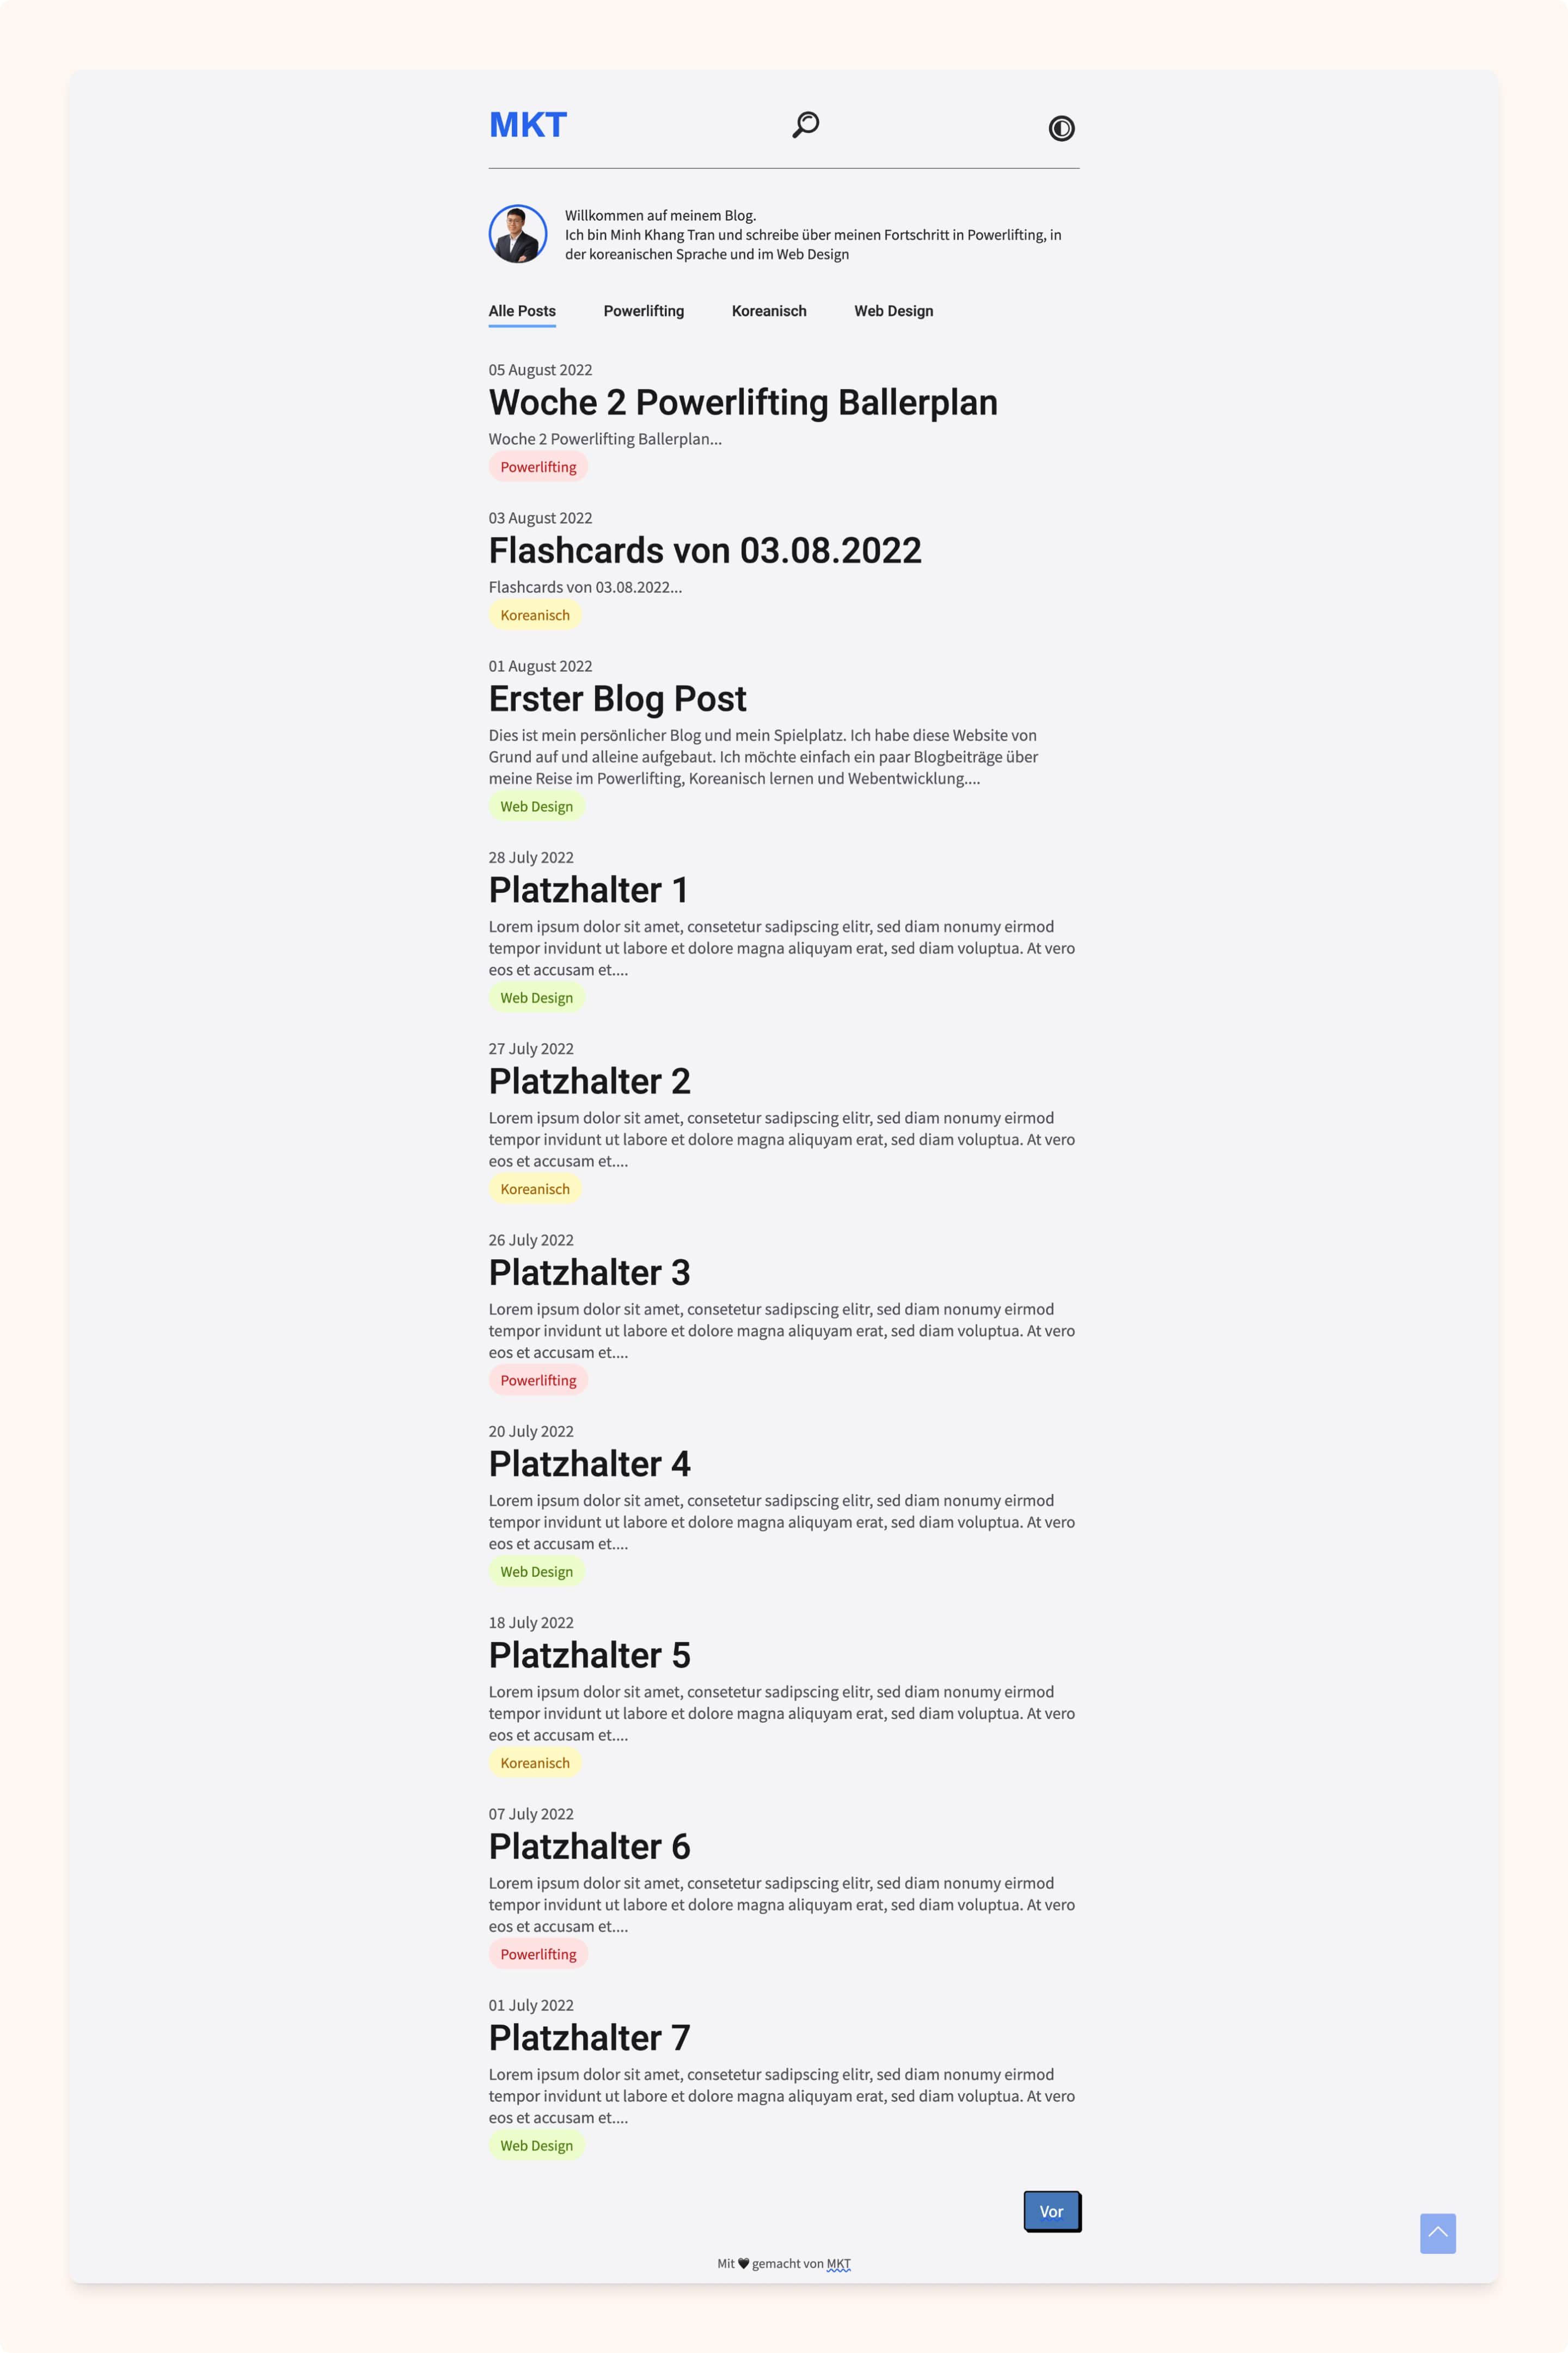 MKT
Willkommen auf meinem Blog.
Ich bin Minh Khang Tran und schreibe über meinen Fortschritt in Powerlifting, in
der koreanischen Sprache und im Web Design
Alle Posts Powerlifting Koreanisch Web Design
05 August 2022
Woche 2 Powerlifting Ballerplan
Woche 2 Powerlifting Ballerplan...
Powerlifting
03 August 2022
Flashcards von 03.08.2022
Flashcards von 03.08.2022...
Koreanisch
01 August 2022
Erster Blog Post
Dies ist mein persönlicher Blog und mein Spielplatz. Ich habe diese Website von
Grund auf und alleine aufgebaut. Ich möchte einfach ein paar Blogbeiträge über
meine Reise im Powerlifting, Koreanisch lernen und Webentwicklung....
Web Design
28 July 2022
Platzhalter 1
Lorem ipsum dolor sit amet, consetetur sadipscing elitr, sed diam nonumy eirmod
tempor invidunt ut labore et dolore magna aliquyam erat, sed diam voluptua. At vero
eos et accusam et....
Web Design
27 July 2022
Platzhalter 2
Lorem ipsum dolor sit amet, consetetur sadipscing elitr, sed diam nonumy eirmod
tempor invidunt ut labore et dolore magna aliquyam erat, sed diam voluptua. At vero
eos et accusam et....
Koreanisch
26 July 2022
Platzhalter 3
Lorem ipsum dolor sit amet, consetetur sadipscing elitr, sed diam nonumy eirmod
tempor invidunt ut labore et dolore magna aliquyam erat, sed diam voluptua. At vero
eos et accusam et....
Powerlifting
20 July 2022
Platzhalter 4
Lorem ipsum dolor sit amet, consetetur sadipscing elitr, sed diam nonumy eirmod
tempor invidunt ut labore et dolore magna aliquyam erat, sed diam voluptua. At vero
eos et accusam et....
Web Design
18 July 2022
Platzhalter 5
Lorem ipsum dolor sit amet, consetetur sadipscing elitr, sed diam nonumy eirmod
tempor invidunt ut labore et dolore magna aliquyam erat, sed diam voluptua. At vero
eos et accusam et....
Koreanisch
07 July 2022
Platzhalter 6
Lorem ipsum dolor sit amet, consetetur sadipscing elitr, sed diam nonumy eirmod
tempor invidunt ut labore et dolore magna aliquyam erat, sed diam voluptua. At vero
eos et accusam et....
Powerlifting
01 July 2022
Platzhalter 7
Lorem ipsum dolor sit amet, consetetur sadipscing elitr, sed diam nonumy eirmod
tempor invidunt ut labore et dolore magna aliquyam erat, sed diam voluptua. At vero
eos et accusam et....
Web Design
Vor
Mit 🖤 gemacht von MKT